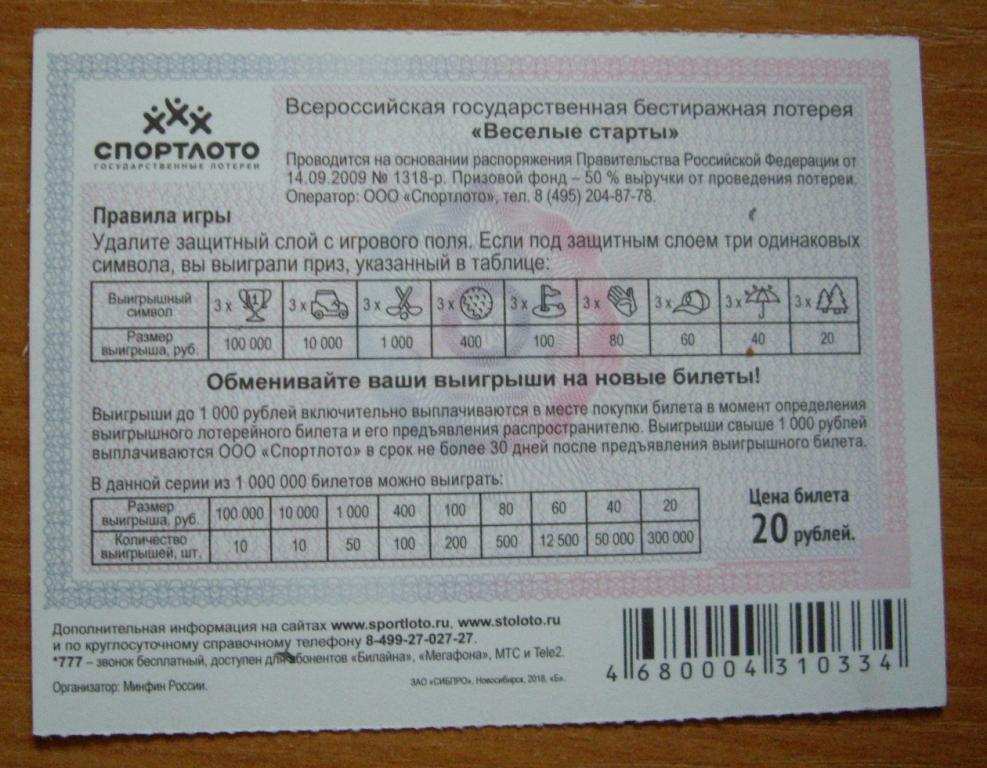 СПОРТЛОТО
ГОСУДАРСТВЕННЫЕ ЛОТЕРЕИ
Всероссийская государственная бестиражная лотерея
«Веселые старты»
Проводится на основании распоряжения Правительства Российской Федерации от
14.09.2009 № 1318-р. Призовой фонд – 50 % выручки от проведения лотереи.
Оператор: ООО «Спортлото», тел. 8 (495) 204-87-78.
Правила игры
Удалите защитный слой с игрового поля. Если под защитным слоем три одинаковых
символа, вы выиграли приз, указанный в таблице:
Выигрышный символ 3 x 1 3 x 3 x 3 x 3 x 3 x 3 x 3 x 3 x
Размер выигрыша, руб. 100 000 10 000 1 000 400 100 80 60 40 20
Обменивайте ваши выигрыши на новые билеты!
Выигрыши до 1 000 рублей включительно выплачиваются в месте покупки билета в момент определения
выигрышного лотерейного билета и его предъявления распространителю. Выигрыши свыше 1 000 рублей
выплачиваются ООО «Спортлото» в срок не более 30 дней после предъявления выигрышного билета.
В данной серии из 1 000 000 билетов можно выиграть:
Размер выигрыша, руб. 100 000 10 000 1 000 400 100 80 60 40 20
Количество выигрышей, шт. 10 10 50 100 200 500 12 500 50 000 300 000
Цена билета
20 рублей.
Дополнительная информация на сайтах www.sportloto.ru, www.stoloto.ru
и по круглосуточному справочному телефону 8-499-27-027-27.
*777 – звонок бесплатный, доступен для абонентов «Билайна», «Мегафона», МТС и Tele2.
Организатор: Минфин России.
ЗАО «СИБПРО», Новосибирск, 2018, «Б».
4 680004 310334